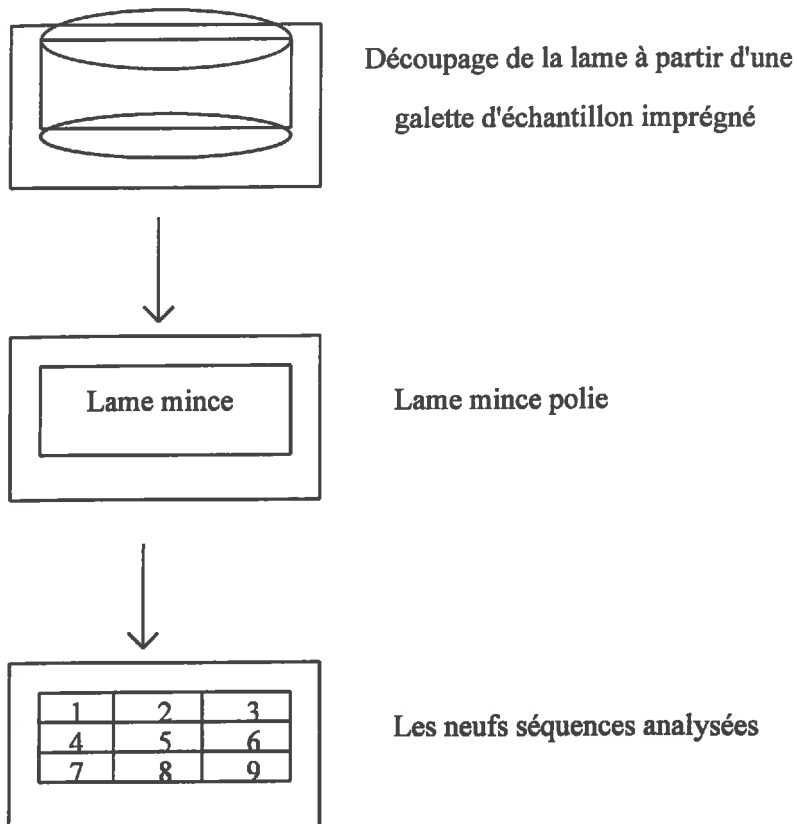 Découpage de la lame à partir d'une
galette d'échantillon imprégné
Lame mince
Lame mince polie
1 2 3
4 5 6
7 8 9
Les neufs séquences analysées